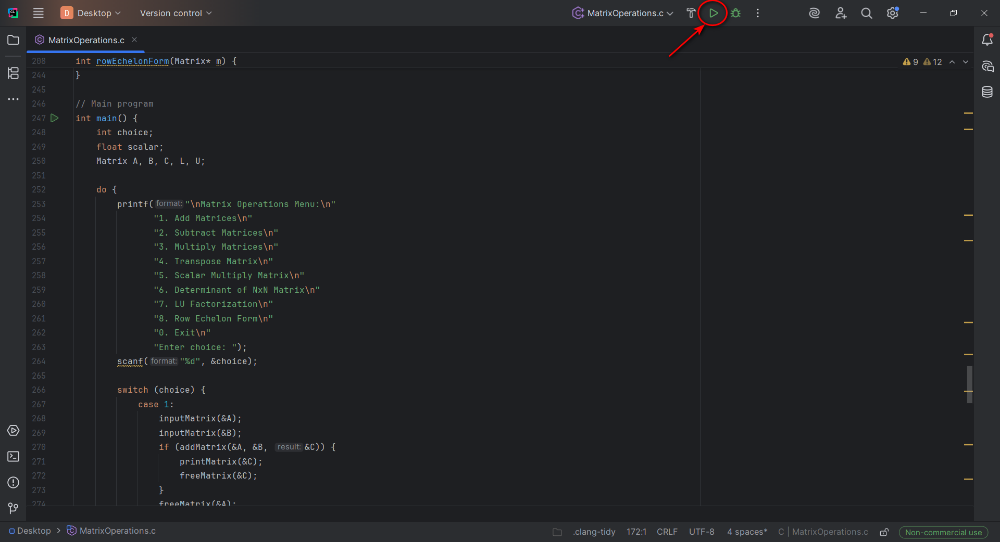 CL
D Desktop Version control MatrixOperations.c
MatrixOperations.c
208 int rowEchelonForm(Matrix* m) { 9 12
244 }
245
246 // Main program
247 int main() {
248     int choice;
249     float scalar;
250     Matrix A, B, C, L, U;
251
252     do {
253         printf( format: "\nMatrix Operations Menu:\n"
254                "1. Add Matrices\n"
255                "2. Subtract Matrices\n"
256                "3. Multiply Matrices\n"
257                "4. Transpose Matrix\n"
258                "5. Scalar Multiply Matrix\n"
259                "6. Determinant of NxN Matrix\n"
260                "7. LU Factorization\n"
261                "8. Row Echelon Form\n"
262                "0. Exit\n"
263                "Enter choice: ");
264         scanf( format: "%d", &choice);
265
266         switch (choice) {
267             case 1:
268                 inputMatrix(&A);
269                 inputMatrix(&B);
270                 if (addMatrix(&A, &B, result: &C)) {
271                     printMatrix(&C);
272                     freeMatrix(&C);
273                 }
274                 freeMatrix(&A);
Desktop > MatrixOperations.c .clang-tidy 172:1 CRLF UTF-8 4 spaces* C | MatrixOperations.c Non-commercial use